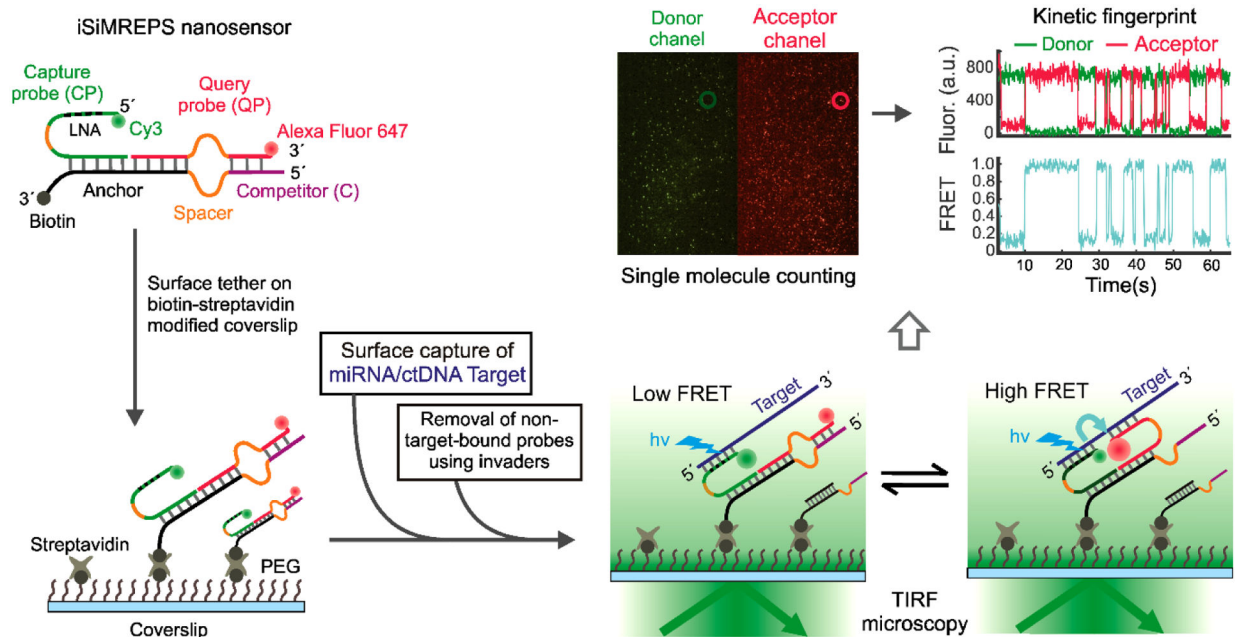 iSiMREPS nanosensor
Capture
probe (CP)
5´
LNA
Cy3
Query
probe (QP)
Alexa Fluor 647
3´
5´
Anchor
Competitor (C)
3´
Biotin
Spacer
Surface tether on
biotin-streptavidin
modified coverslip
Streptavidin
PEG
Coverslip
Surface capture of
miRNA/ctDNA Target
Removal of non-
target-bound probes
using invaders
Donor
chanel
Acceptor
chanel
Single molecule counting
Kinetic fingerprint
Donor
Acceptor
Fluor. (a.u.)
800
400
0
FRET
1.0
0.8
0.6
0.4
0.2
0
10
20
30
40
50
60
Time(s)
Low FRET
Target
3´
5´
hv
5´
High FRET
Target
3´
5´
hv
5´
TIRF
microscopy